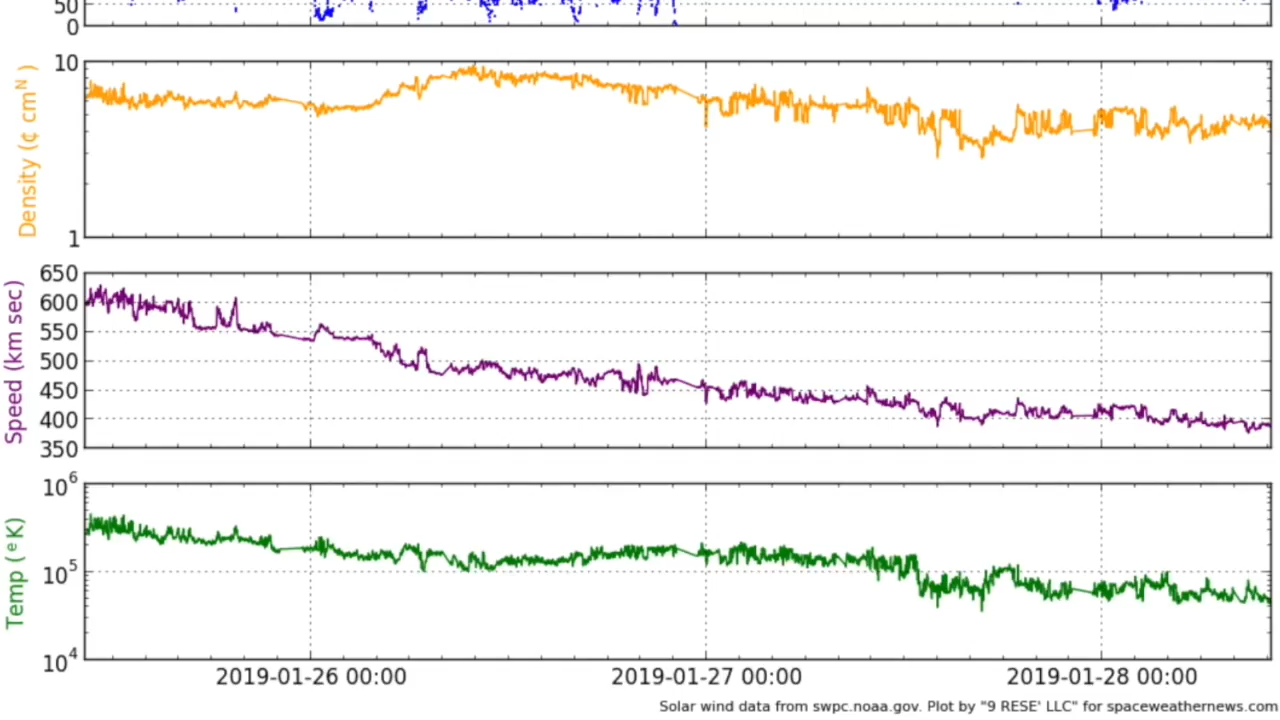 50
0
10
Density (¢ cmᴺ )
1
650
600
550
500
450
400
350
Speed (km sec)
10⁶
10⁵
10⁴
Temp ( ᵉK)
2019-01-26 00:00 2019-01-27 00:00 2019-01-28 00:00
Solar wind data from swpc.noaa.gov. Plot by "9 RESE' LLC" for spaceweathernews.com